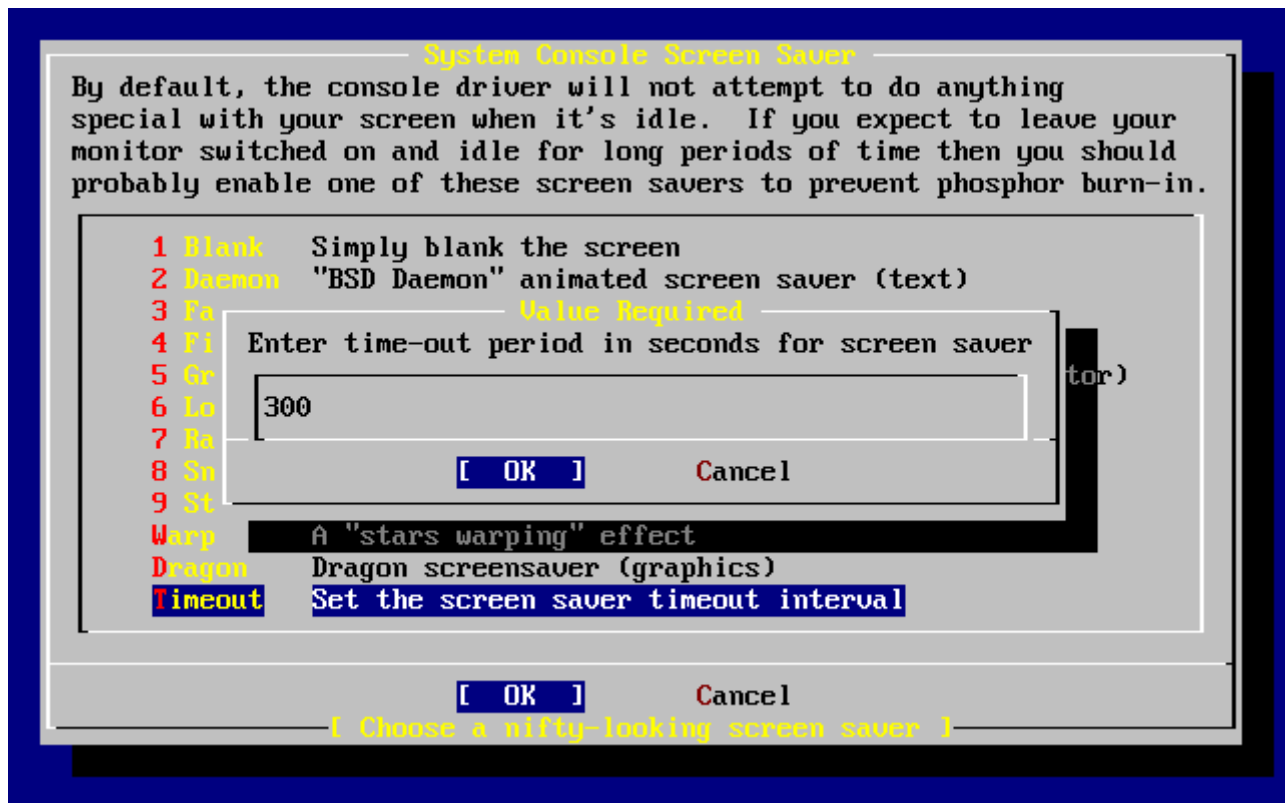 System Console Screen Saver
By default, the console driver will not attempt to do anything
special with your screen when it's idle.  If you expect to leave your
monitor switched on and idle for long periods of time then you should
probably enable one of these screen savers to prevent phosphor burn-in.
1 Blank   Simply blank the screen
2 Daemon  "BSD Daemon" animated screen saver (text)
3 Fa
Value Required
4 Fi
Enter time-out period in seconds for screen saver
5 Gr
tor)
6 Lo
300
7 Ra
8 Sn
[  OK  ]       Cancel
9 St
Warp      A "stars warping" effect
Dragon    Dragon screensaver (graphics)
Timeout   Set the screen saver timeout interval
[  OK  ]       Cancel
[ Choose a nifty-looking screen saver ]